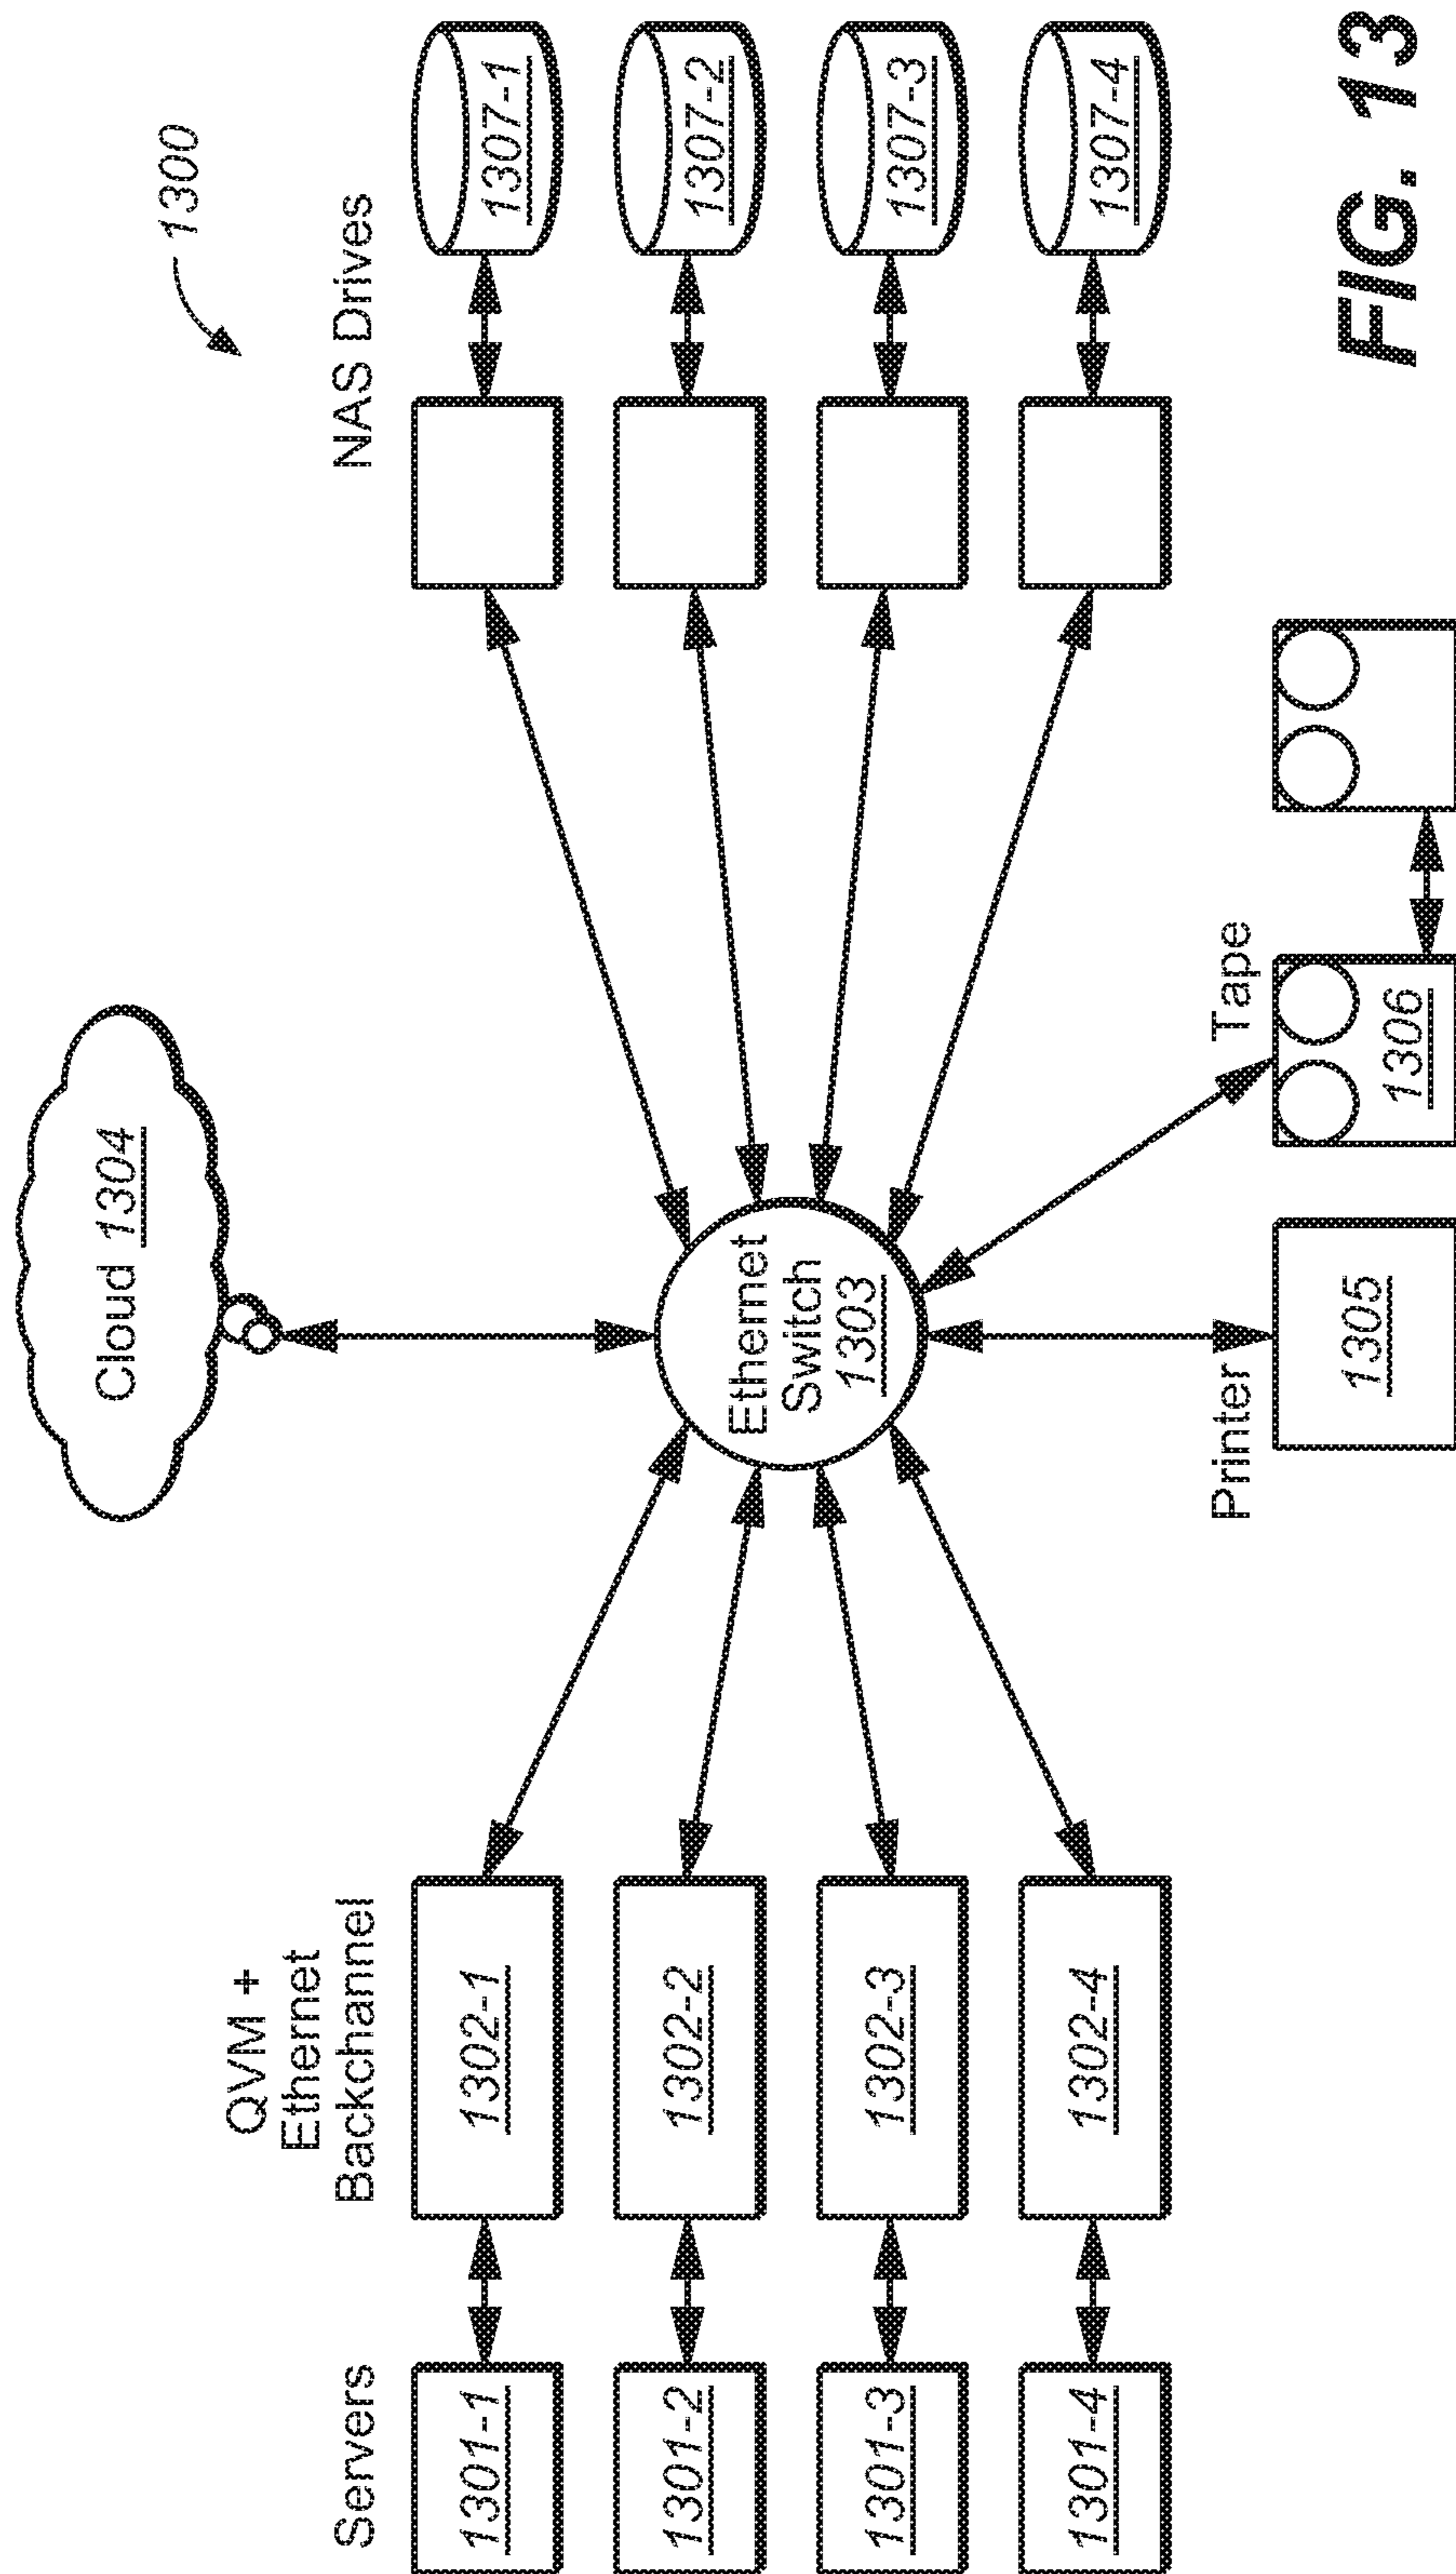 1300
Cloud 1304
QVM +
Ethernet
Backchannel
Servers
NAS Drives
1301-1
1302-1
1307-1
1301-2
1302-2
1307-2
1301-3
1302-3
1307-3
1301-4
1302-4
1307-4
Ethernet
Switch
1303
Printer
1305
Tape
1306
FIG. 13